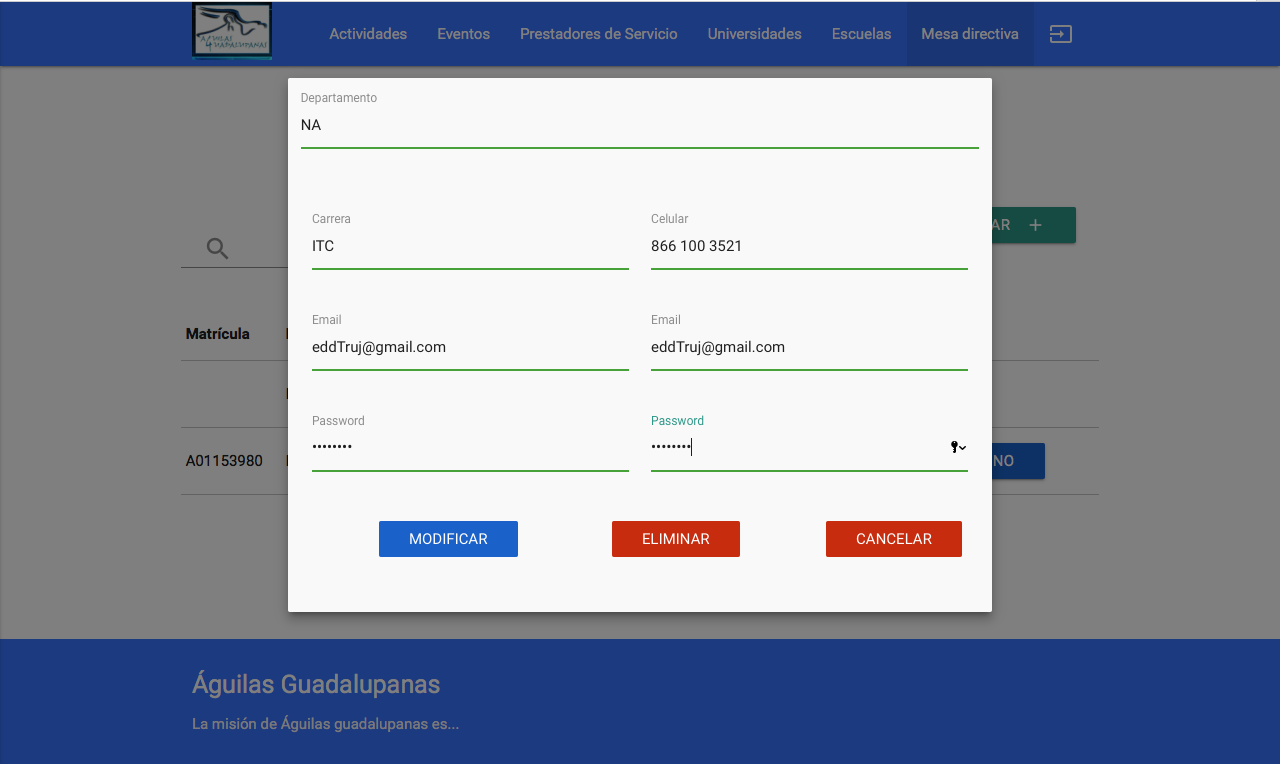 ÁGUILAS
GUADALUPANAS
Actividades Eventos Prestadores de Servicio Universidades Escuelas Mesa directiva
Departamento
NA
Carrera Celular
ITC 866 100 3521
AR +
Email Email
Matrícula
eddTruj@gmail.com eddTruj@gmail.com
Password Password
•••••••• ••••••••
A01153980 NO
MODIFICAR ELIMINAR CANCELAR
Águilas Guadalupanas
La misión de Águilas guadalupanas es...